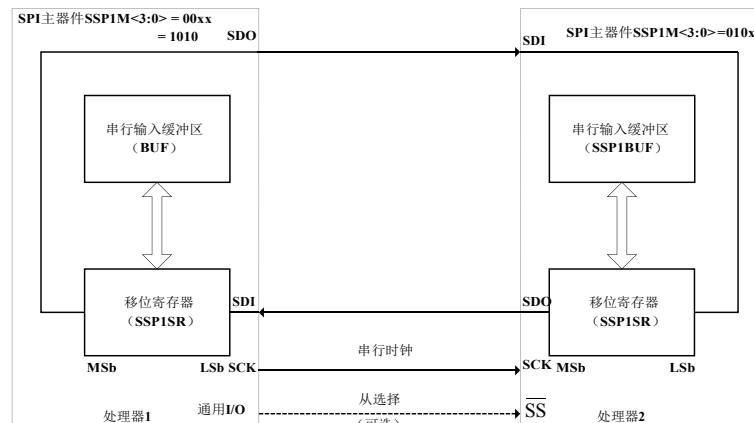 SPI主器件SSP1M<3:0> = 00xx
= 1010
SDO
SDI
SPI主器件SSP1M<3:0>=010x
串行输入缓冲区
（BUF）
串行输入缓冲区
（SSP1BUF）
移位寄存器
（SSP1SR）
SDI
SDO
移位寄存器
（SSP1SR）
MSb
LSb
SCK
串行时钟
SCK
MSb
LSb
处理器1
通用I/O
从选择
（可选）
SS
处理器2